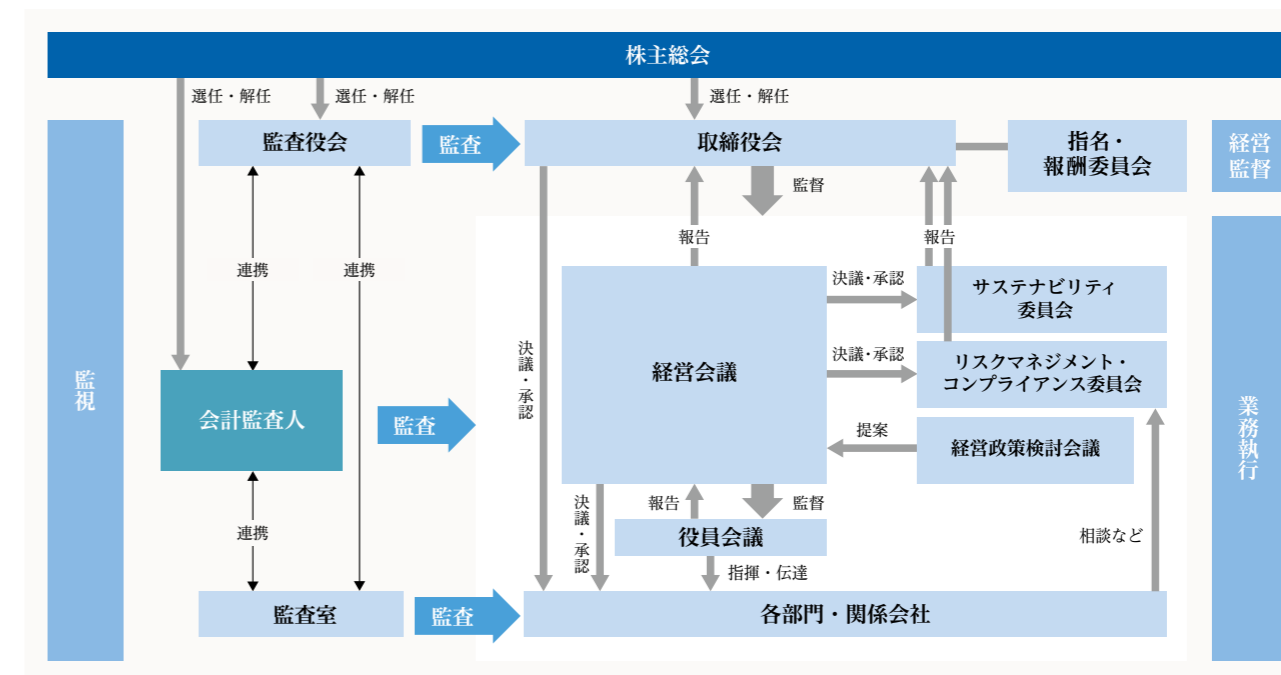 株主総会
選任・解任
選任・解任
選任・解任
監査役会
監査
取締役会
指名・
報酬委員会
経営
監督
監督
報告
報告
連携
連携
決議・承認
サステナビリティ
委員会
決議・承認
経営会議
決議・承認
リスクマネジメント・
コンプライアンス委員会
監視
会計監査人
監査
提案
経営政策検討会議
業務執行
決議・承認
報告
監督
役員会議
相談など
連携
指揮・伝達
監査室
監査
各部門・関係会社